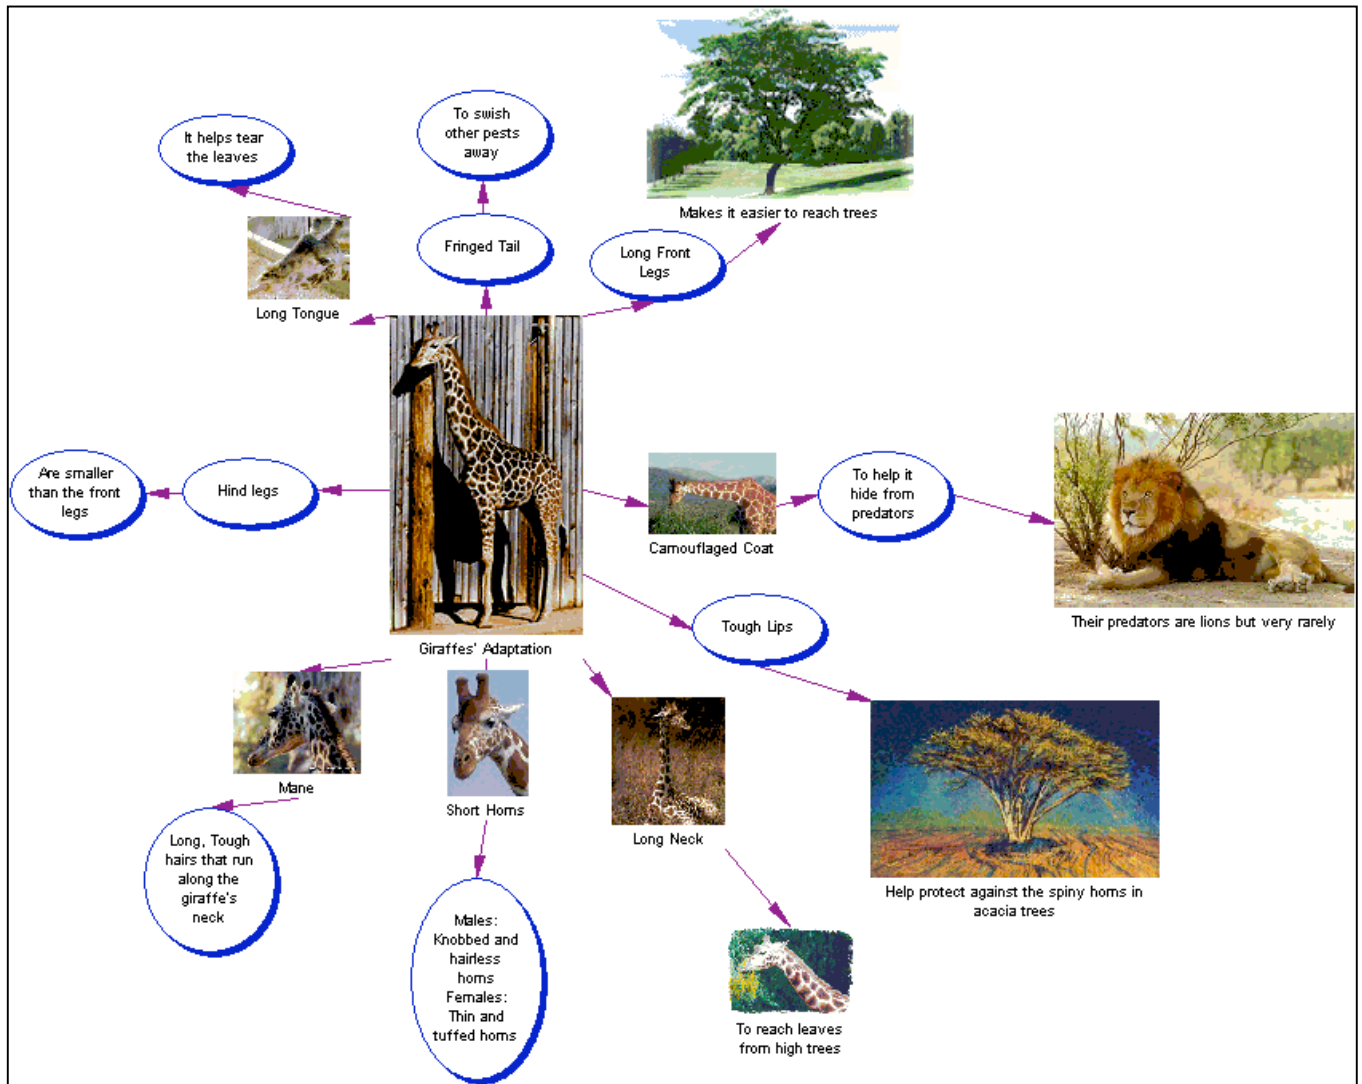 It helps tear
the leaves
To swish
other pests
away
Makes it easier to reach trees
Fringed Tail
Long Front
Legs
Long Tongue
Are smaller
than the front
legs
Hind legs
Camouflaged Coat
To help it
hide from
predators
Their predators are lions but very rarely
Tough Lips
Giraffes' Adaptation
Mane
Short Horns
Long Neck
Help protect against the spiny horns in
acacia trees
Long, Tough
hairs that run
along the
giraffe's
neck
Males:
Knobbed and
hairless
horns
Females:
Thin and
tuffed horns
To reach leaves
from high trees